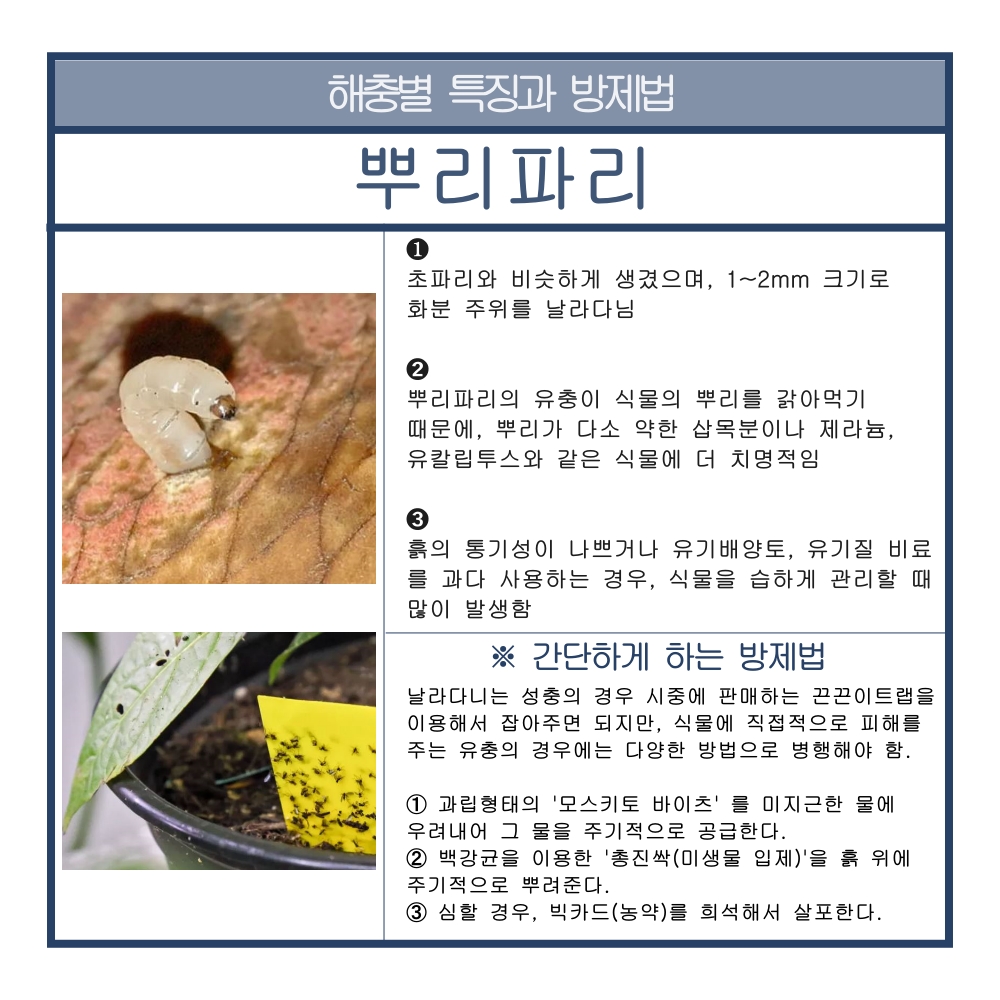 해충별 특징과 방제법
뿌리파리
❶
초파리와 비슷하게 생겼으며, 1~2mm 크기로
화분 주위를 날라다님
❷
뿌리파리의 유충이 식물의 뿌리를 갉아먹기
때문에, 뿌리가 다소 약한 삽목분이나 제라늄,
유칼립투스와 같은 식물에 더 치명적임
❸
흙의 통기성이 나쁘거나 유기배양토, 유기질 비료
를 과다 사용하는 경우, 식물을 습하게 관리할 때
많이 발생함
※ 간단하게 하는 방제법
날라다니는 성충의 경우 시중에 판매하는 끈끈이트랩을
이용해서 잡아주면 되지만, 식물에 직접적으로 피해를
주는 유충의 경우에는 다양한 방법으로 병행해야 함.
① 과립형태의 '모스키토 바이츠' 를 미지근한 물에
우려내어 그 물을 주기적으로 공급한다.
② 백강균을 이용한 '총진싹(미생물 입제)'을 흙 위에
주기적으로 뿌려준다.
③ 심할 경우, 빅카드(농약)를 희석해서 살포한다.